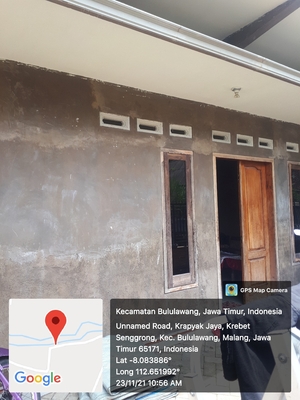 GPS Map Camera
Kecamatan Bululawang, Jawa Timur, Indonesia
Unnamed Road, Krapyak Jaya, Krebet
Senggrong, Kec. Bululawang, Malang, Jawa
Timur 65171, Indonesia
Lat -8.083886°
Long 112.651992°
23/11/21 10:56 AM
Google